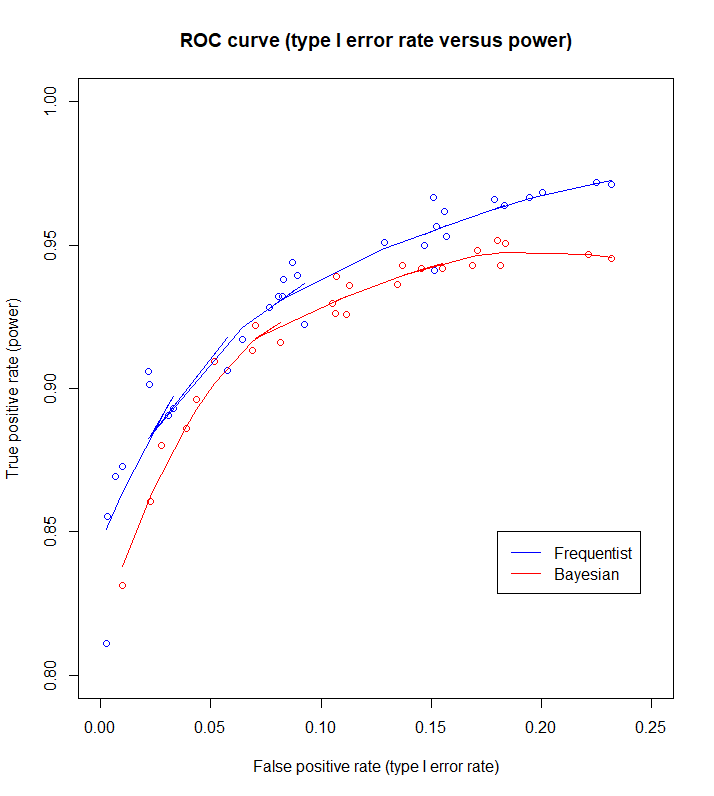 ROC curve (type I error rate versus power)
1.00
0.95
0.90
0.85
0.80
True positive rate (power)
Frequentist
Bayesian
0.00 0.05 0.10 0.15 0.20 0.25
False positive rate (type I error rate)